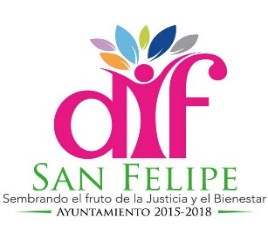 dif
SAN FELIPE
Sembrando el fruto de la Justicia y el Bienestar
AYUNTAMIENTO 2015-2018